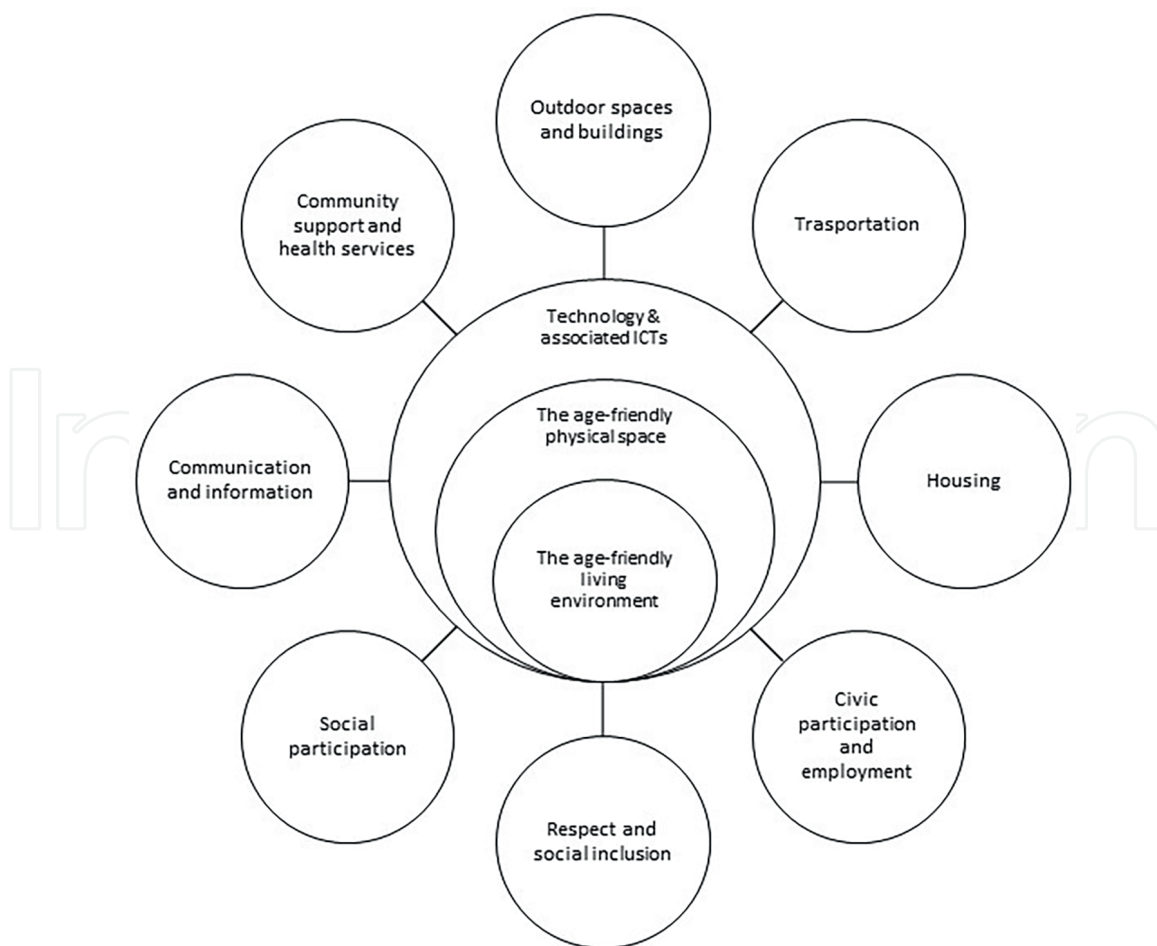 Outdoor spaces
and buildings
Trasportation
Housing
Civic
participation
and
employment
Respect and
social inclusion
Social
participation
Communication
and information
Community
support and
health services
Technology &
associated ICTs
The age-friendly
physical space
The age-friendly
living
environment